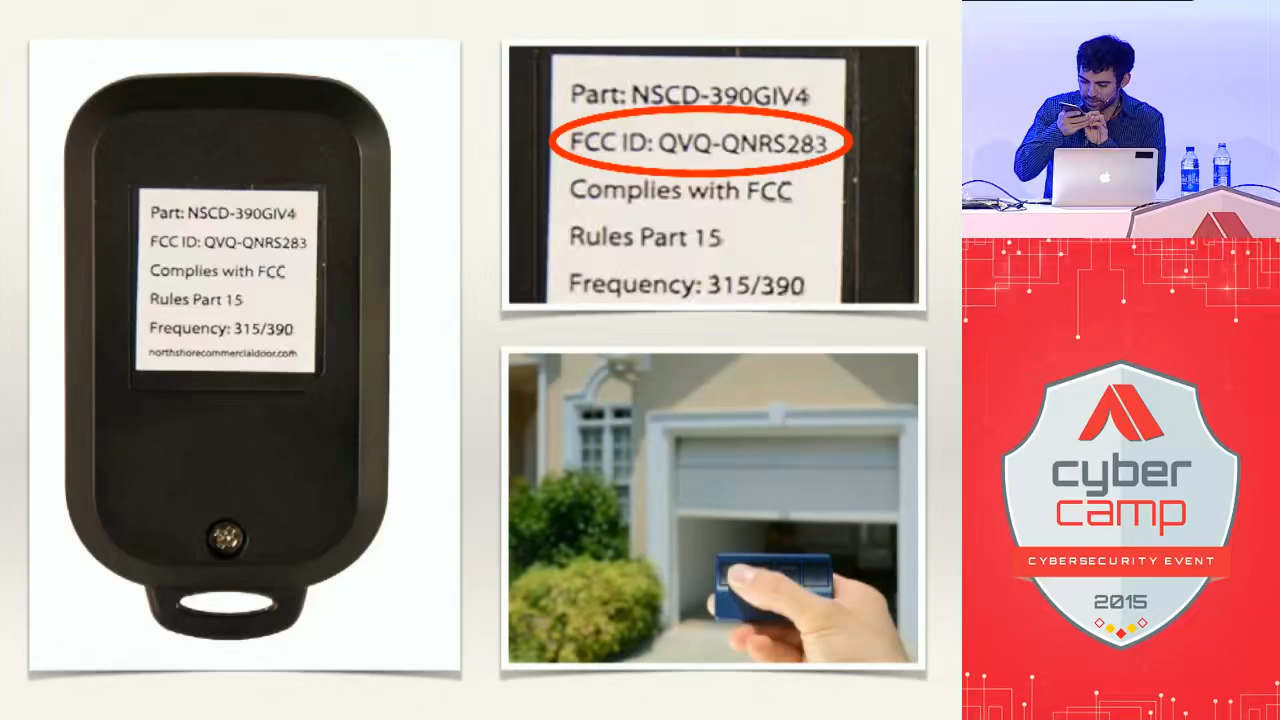 Part: NSCD-390GIV4
FCC ID: QVQ-QNRS283
Complies with FCC
Rules Part 15
Frequency: 315/390
northshorecommercialdoor.com
Part: NSCD-390GIV4
FCC ID: QVQ-QNRS283
Complies with FCC
Rules Part 15
Frequency: 315/390
cyber
camp
CYBERSECURITY EVENT
2015